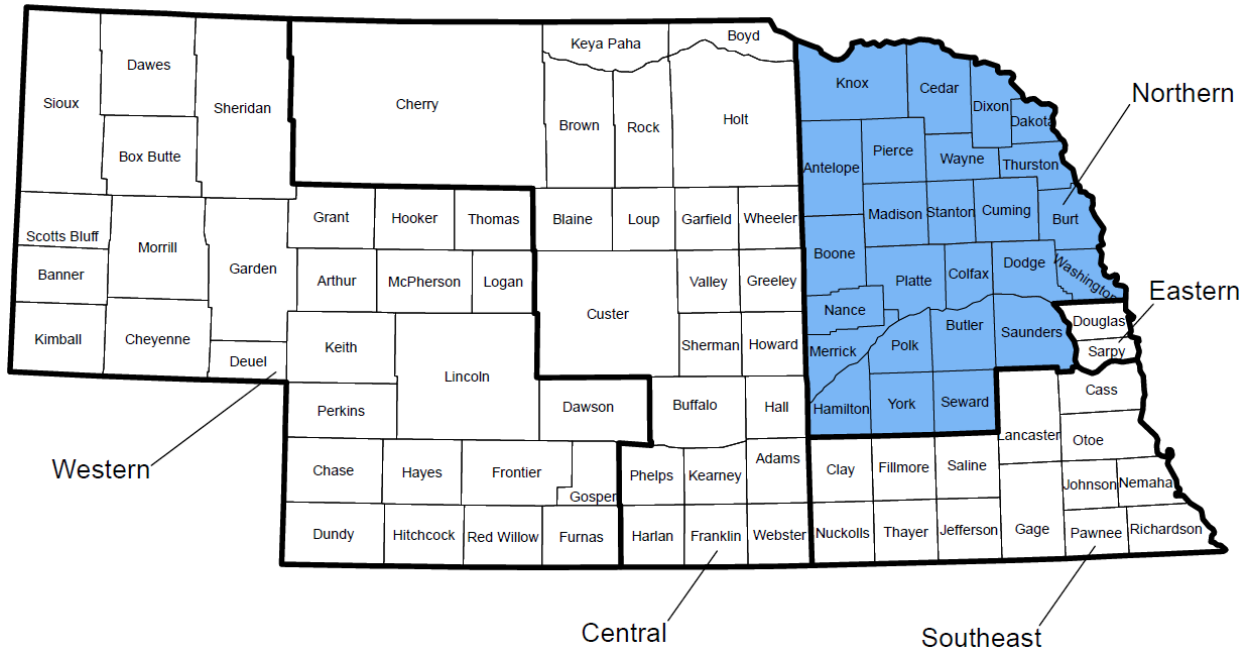 Boyd
Keya Paha
Dawes
Sioux
Sheridan
Cherry
Knox
Cedar
Dixon
Northern
Dakota
Brown
Rock
Holt
Box Butte
Pierce
Wayne
Thurston
Antelope
Grant
Hooker
Thomas
Blaine
Loup
Garfield
Wheeler
Madison
Stanton
Cuming
Burt
Scotts Bluff
Morrill
Garden
Banner
Arthur
McPherson
Logan
Valley
Greeley
Boone
Platte
Colfax
Dodge
Washington
Eastern
Custer
Nance
Butler
Saunders
Douglas
Kimball
Cheyenne
Deuel
Keith
Lincoln
Sherman
Howard
Merrick
Polk
Sarpy
Perkins
Dawson
Buffalo
Hall
Hamilton
York
Seward
Cass
Lancaster
Otoe
Western
Chase
Hayes
Frontier
Gosper
Phelps
Kearney
Adams
Clay
Fillmore
Saline
Johnson
Nemaha
Dundy
Hitchcock
Red Willow
Furnas
Harlan
Franklin
Webster
Nuckolls
Thayer
Jefferson
Gage
Pawnee
Richardson
Central
Southeast